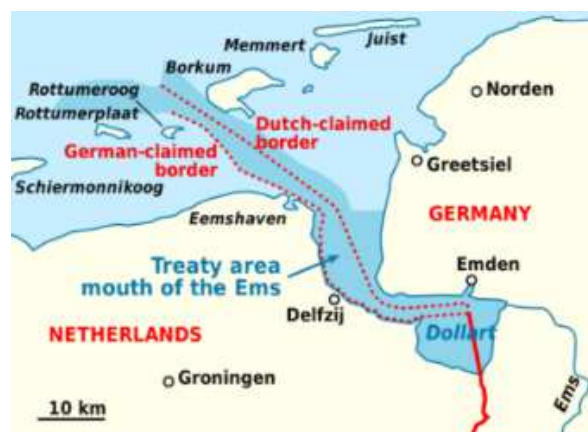 Juist
Memmert
Borkum
Rottumeroog
Rottumerplaat
Norden
Dutch-claimed
border
German-claimed
border
Greetsiel
Schiermonnikoog
Eemshaven
GERMANY
Treaty area
mouth of the Ems
Emden
Delfzij
Dollart
NETHERLANDS
Groningen
Ems
10 km